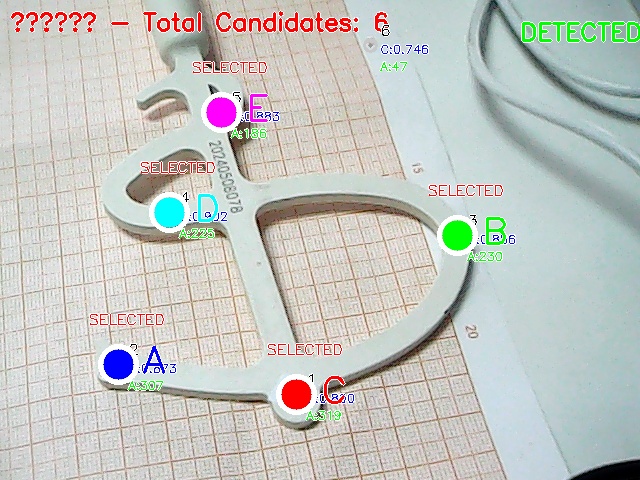 ?????? – Total Candidates: 6
DETECTED
6
C:0.746
A:47
SELECTED
5
E
A:186
15
20240508078
SELECTED
4
D
A:225
SELECTED
3
B
A:230
20
SELECTED
2
A
A:307
SELECTED
1
C
A:319